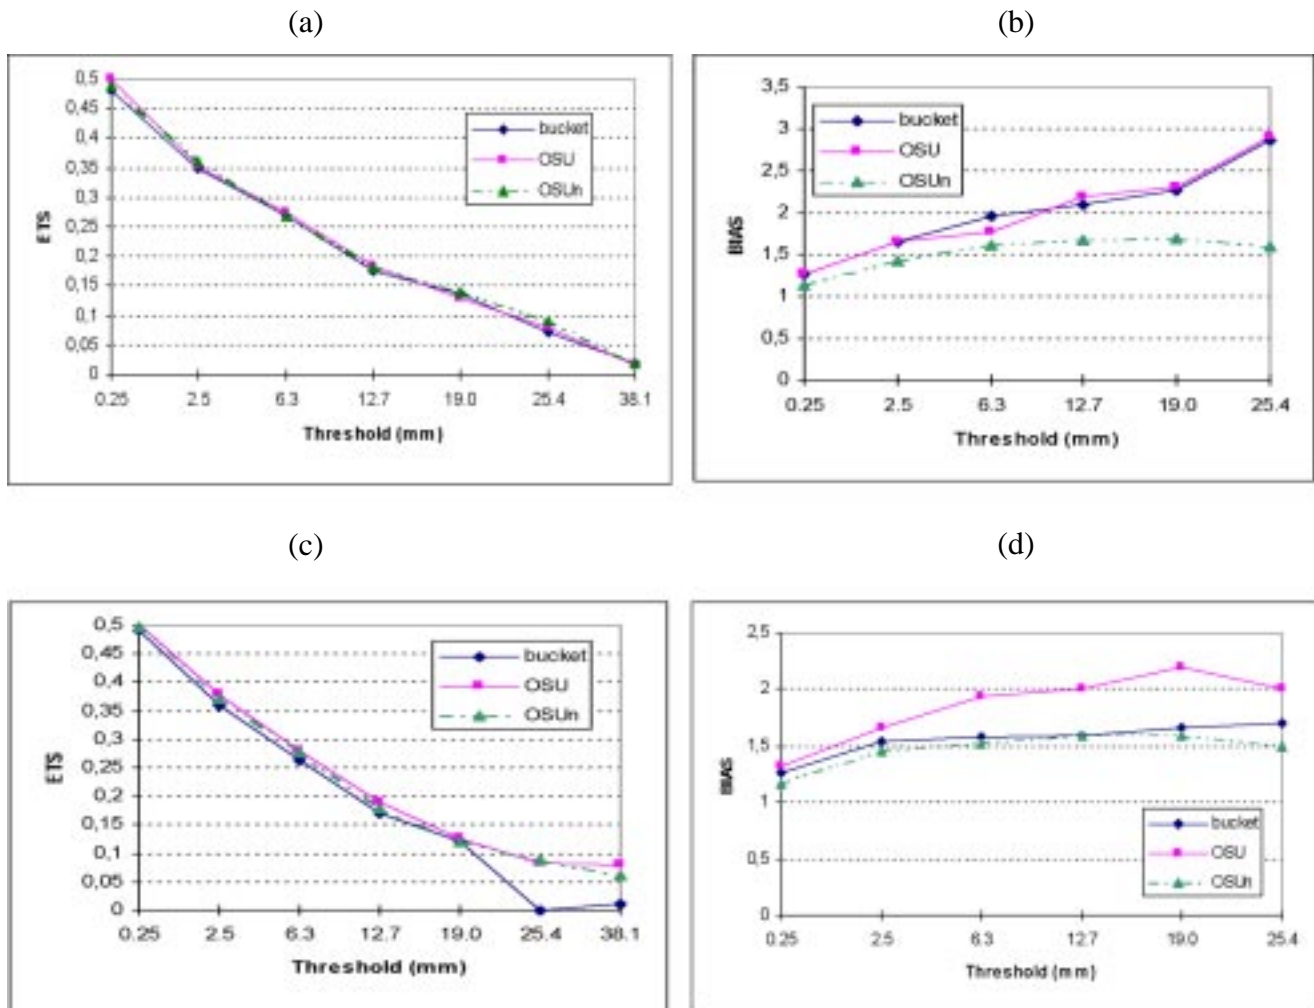 (a)
(b)
0,5
0,45
0,4
0,35
0,3
0,25
0,2
0,15
0,1
0,05
0
ETS
bucket
OSU
OSUn
0.25 2.5 6.3 12.7 19.0 25.4 38.1
Threshold (mm)
3,5
3
2,5
2
1,5
1
0,5
0
BIAS
bucket
OSU
OSUn
0.25 2.5 6.3 12.7 19.0 25.4
Threshold (mm)
(c)
(d)
0,5
0,45
0,4
0,35
0,3
0,25
0,2
0,15
0,1
0,05
0
ETS
bucket
OSU
OSUn
0.25 2.5 6.3 12.7 19.0 25.4 38.1
Threshold (mm)
2,5
2
1,5
1
0,5
0
BIAS
bucket
OSU
OSUn
0.25 2.5 6.3 12.7 19.0 25.4
Threshold (mm)